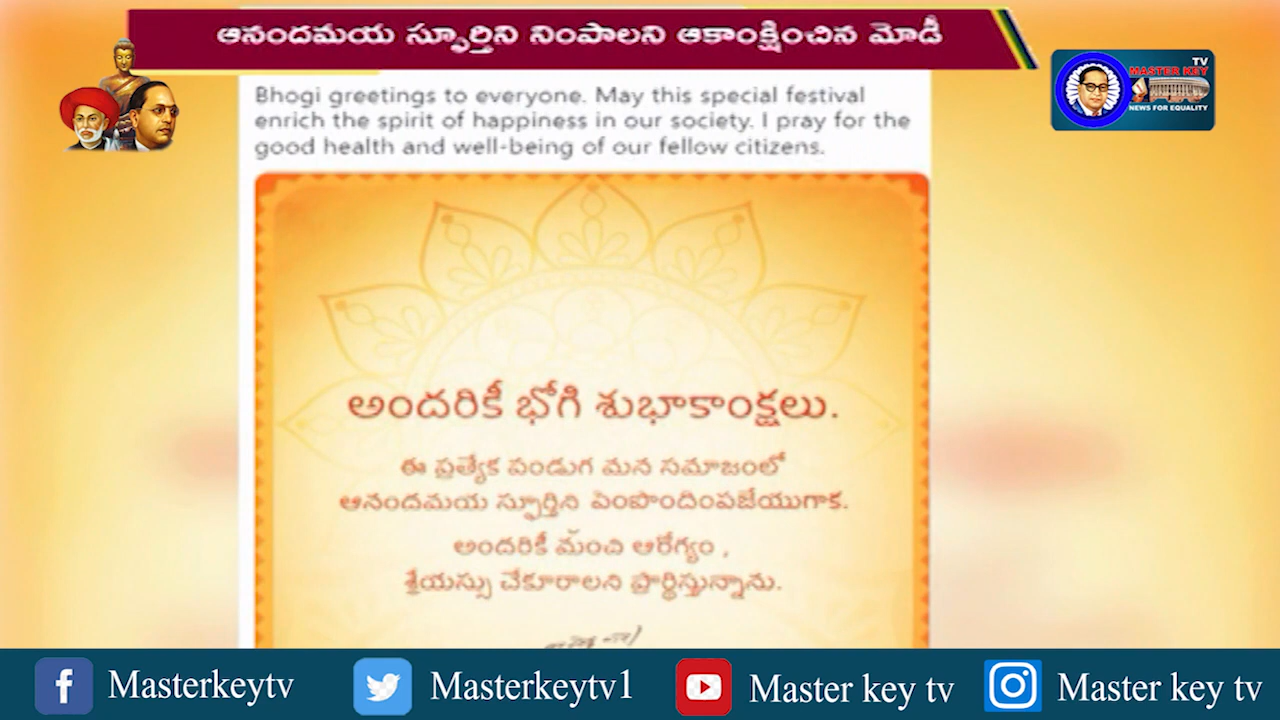 ఆనందమయ స్ఫూర్తిని నింపాలని ఆకాంక్షించిన మోడీ
TV
MASTER KEY
NEWS FOR EQUALITY
Bhogi greetings to everyone. May this special festival
enrich the spirit of happiness in our society. I pray for the
good health and well-being of our fellow citizens.
అందరికీ భోగి శుభాకాంక్షలు.
ఈ ప్రత్యేక పండుగ మన సమాజంలో
ఆనందమయ స్ఫూర్తిని పెంపొందింపజేయుగాక.
అందరికీ మంచి ఆరోగ్యం ,
శ్రేయస్సు చేకూరాలని ప్రార్థిస్తున్నాను.
Masterkeytv
Masterkeytv1
Master key tv
Master key tv